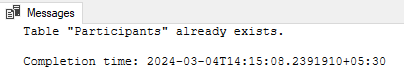 Messages
Table "Participants" already exists.
Completion time: 2024-03-04T14:15:08.2391910+05:30